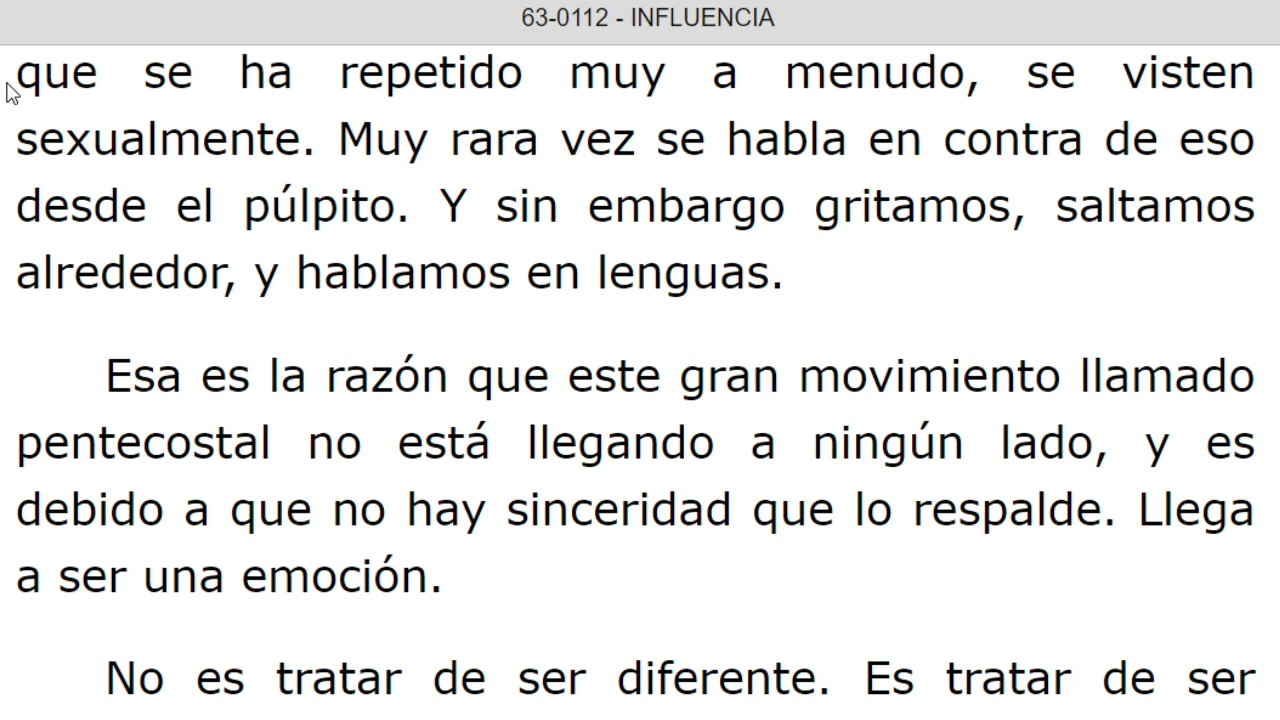 63-0112 - INFLUENCIA
que se ha repetido muy a menudo, se visten
sexualmente. Muy rara vez se habla en contra de eso
desde el púlpito. Y sin embargo gritamos, saltamos
alrededor, y hablamos en lenguas.
Esa es la razón que este gran movimiento llamado
pentecostal no está llegando a ningún lado, y es
debido a que no hay sinceridad que lo respalde. Llega
a ser una emoción.
No es tratar de ser diferente. Es tratar de ser